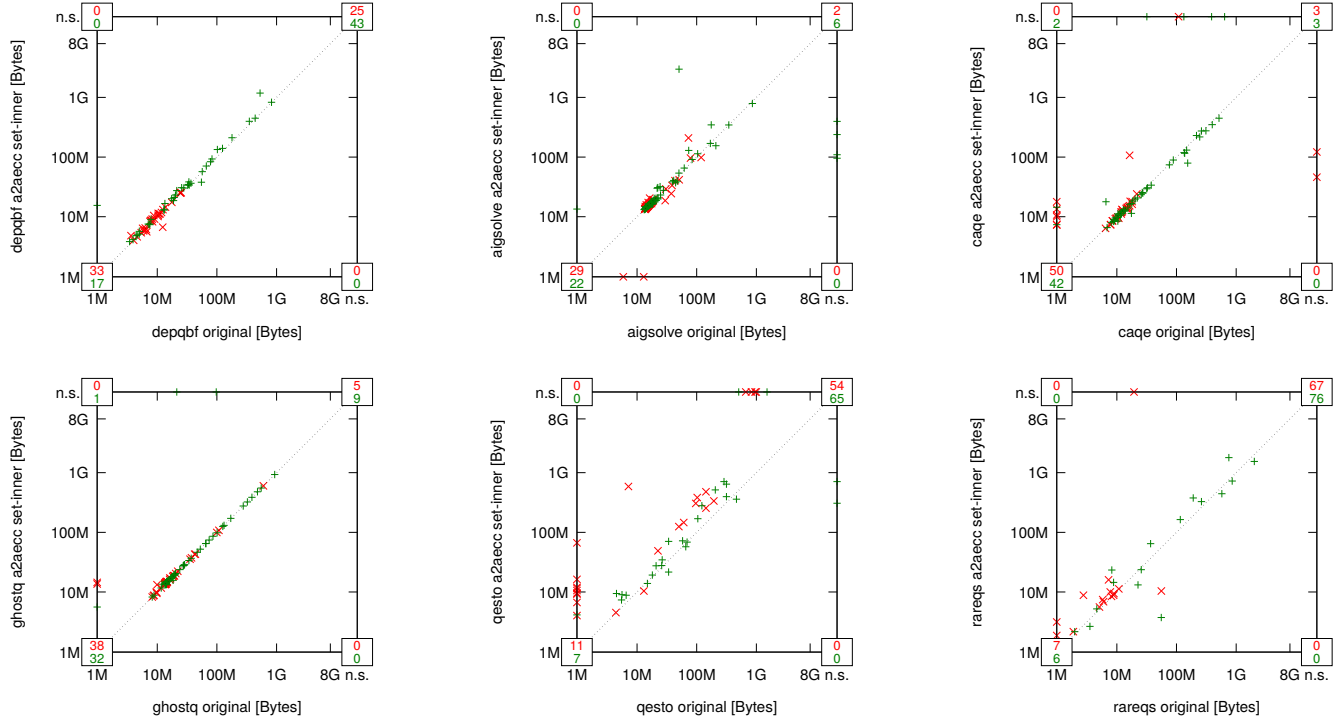 0
0
25
43
n.s.
8G
1G
100M
10M
1M
depqbf a2aecc set-inner [Bytes]
33
17
0
0
1M 10M 100M 1G 8G n.s.
depqbf original [Bytes]
0
0
2
6
n.s.
8G
1G
100M
10M
1M
aigsolve a2aecc set-inner [Bytes]
29
22
0
0
1M 10M 100M 1G 8G n.s.
aigsolve original [Bytes]
0
2
3
3
n.s.
8G
1G
100M
10M
1M
caqe a2aecc set-inner [Bytes]
50
42
0
0
1M 10M 100M 1G 8G n.s.
caqe original [Bytes]
0
1
5
9
n.s.
8G
1G
100M
10M
1M
ghostq a2aecc set-inner [Bytes]
38
32
0
0
1M 10M 100M 1G 8G n.s.
ghostq original [Bytes]
0
0
54
65
n.s.
8G
1G
100M
10M
1M
qesto a2aecc set-inner [Bytes]
11
7
0
0
1M 10M 100M 1G 8G n.s.
qesto original [Bytes]
0
0
67
76
n.s.
8G
1G
100M
10M
1M
rareqs a2aecc set-inner [Bytes]
7
6
0
0
1M 10M 100M 1G 8G n.s.
rareqs original [Bytes]